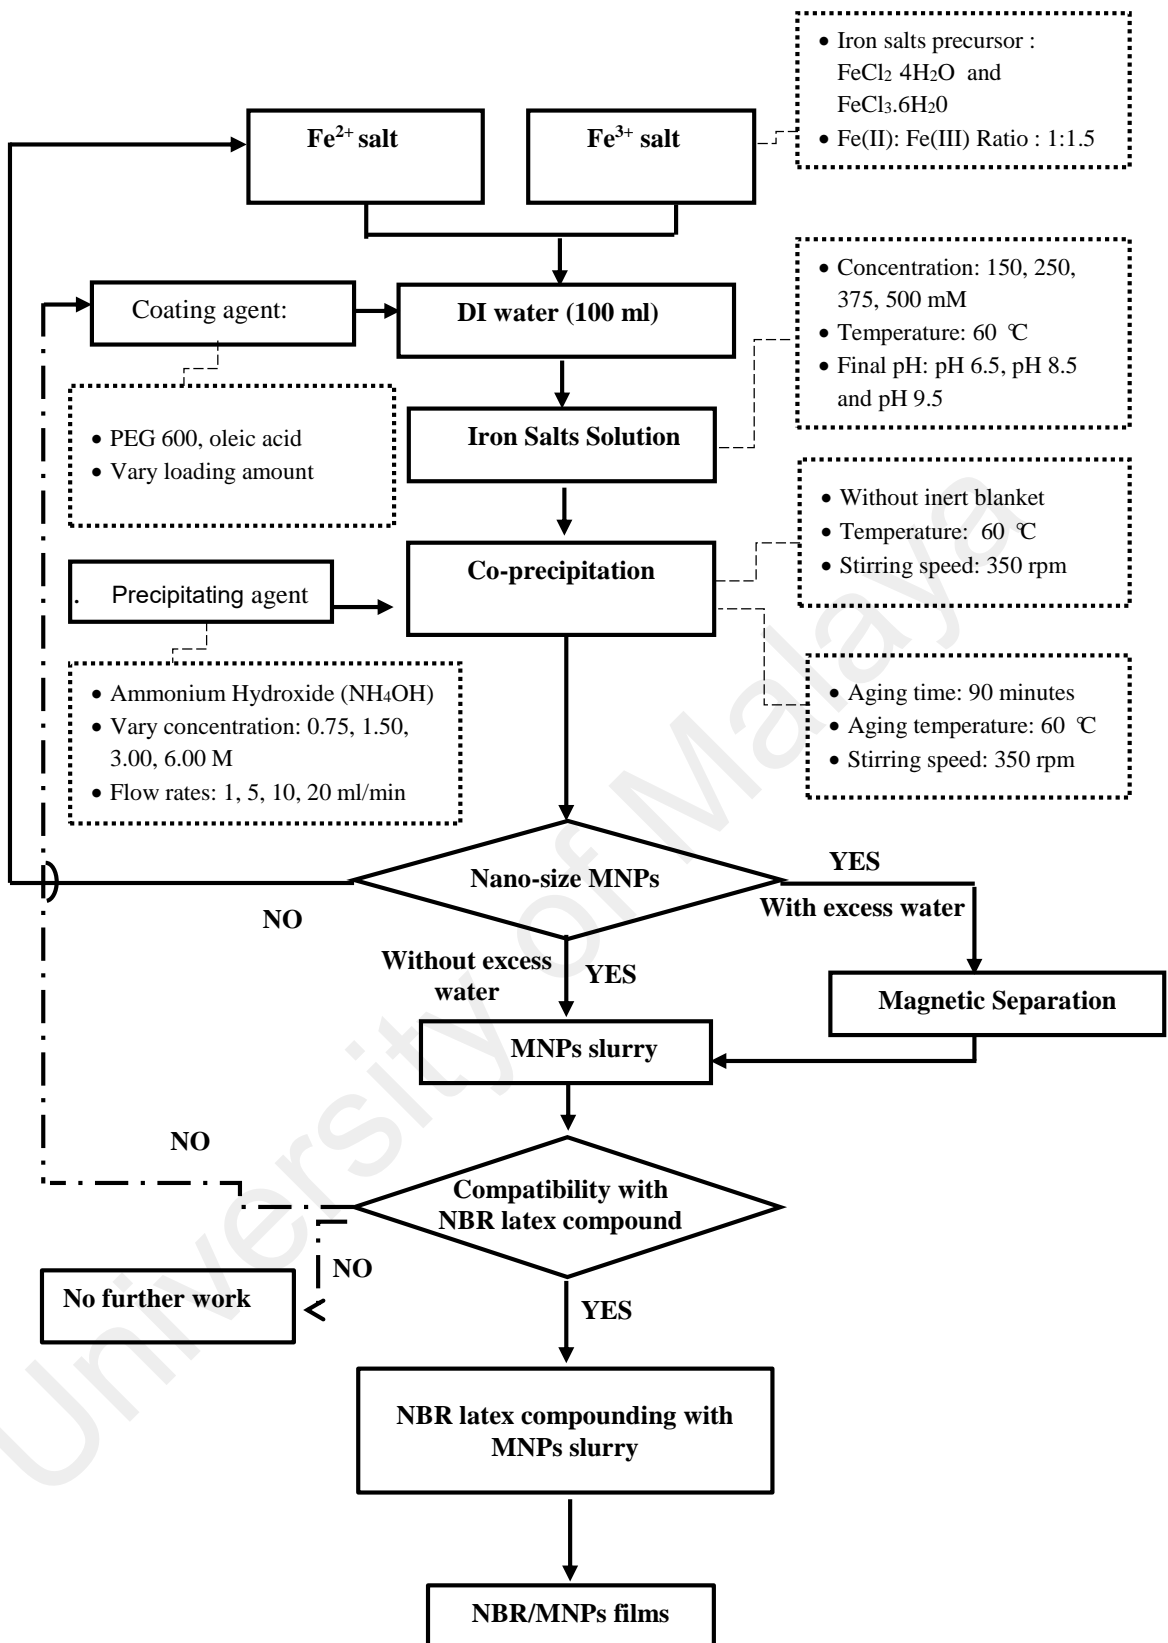 • Iron salts precursor :
FeCl₂ 4H₂O and
FeCl₃.6H₂0
• Fe(II): Fe(III) Ratio : 1:1.5
Fe²⁺ salt
Fe³⁺ salt
• Concentration: 150, 250,
375, 500 mM
• Temperature: 60 ℃
• Final pH: pH 6.5, pH 8.5
and pH 9.5
Coating agent:
DI water (100 ml)
• PEG 600, oleic acid
• Vary loading amount
Iron Salts Solution
• Without inert blanket
• Temperature: 60 ℃
• Stirring speed: 350 rpm
Co-precipitation
. Precipitating agent
• Ammonium Hydroxide (NH₄OH)
• Vary concentration: 0.75, 1.50,
3.00, 6.00 M
• Flow rates: 1, 5, 10, 20 ml/min
• Aging time: 90 minutes
• Aging temperature: 60 ℃
• Stirring speed: 350 rpm
Nano-size MNPs
YES
With excess water
NO
Without excess
water
YES
Magnetic Separation
MNPs slurry
NO
Compatibility with
NBR latex compound
NO
No further work
YES
NBR latex compounding with
MNPs slurry
NBR/MNPs films
University of Malaya